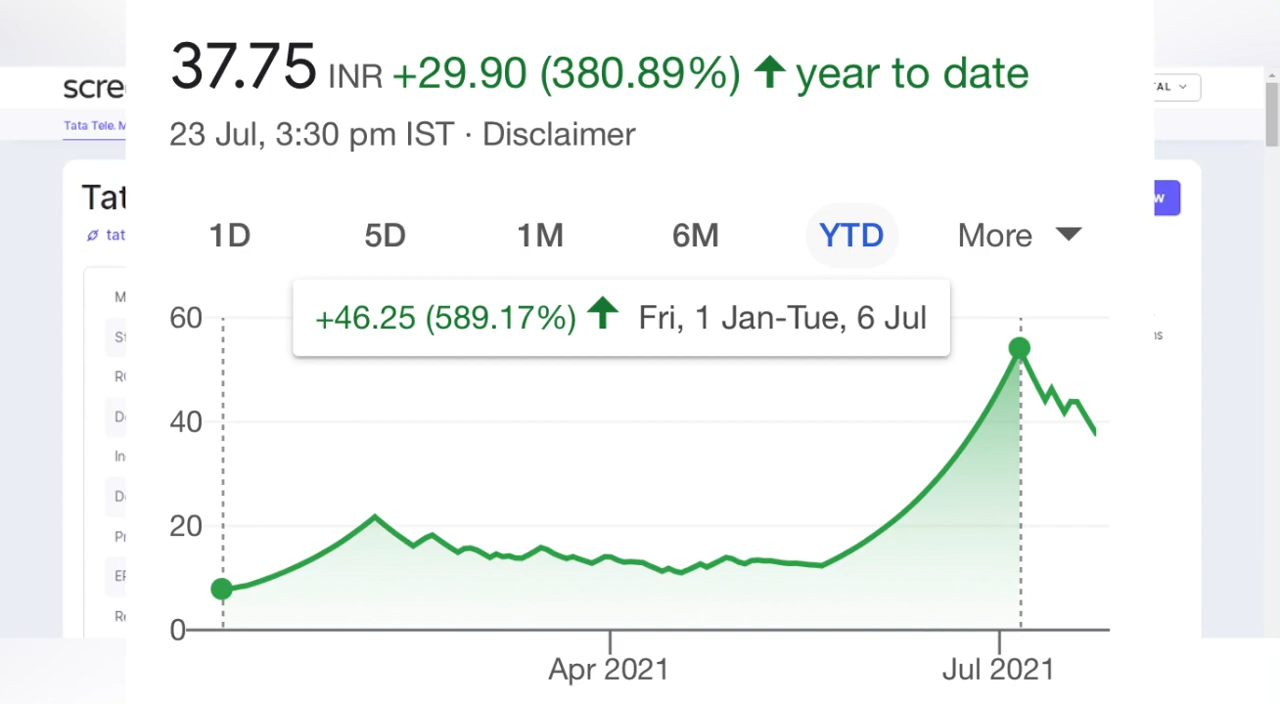 37.75 INR +29.90 (380.89%) ↑ year to date
23 Jul, 3:30 pm IST · Disclaimer
scre
Tata Tele. M
Tat
tat
1D 5D 1M 6M YTD More
+46.25 (589.17%) ↑ Fri, 1 Jan-Tue, 6 Jul
60
40
20
0
Apr 2021 Jul 2021